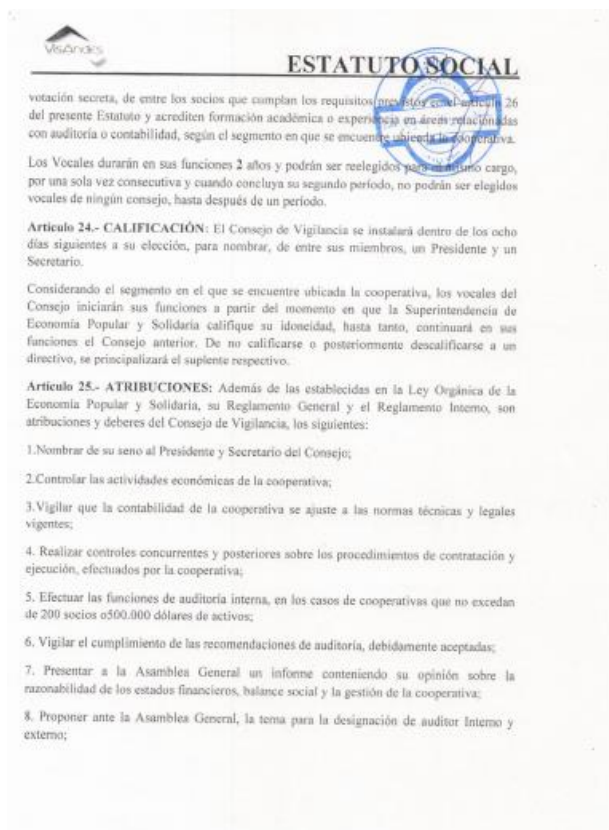 VisAndes
ESTATUTO SOCIAL
votación secreta, de entre los socios que cumplan los requisitos previstos en el artículo 26
del presente Estatuto y acrediten formación académica o experiencia en áreas relacionadas
con auditoría o contabilidad, según el segmento en que se encuentre ubicada la cooperativa.
Los Vocales durarán en sus funciones 2 años y podrán ser reelegidos para el mismo cargo,
por una sola vez consecutiva y cuando concluya su segundo período, no podrán ser elegidos
vocales de ningún consejo, hasta después de un período.
Artículo 24.- CALIFICACIÓN: El Consejo de Vigilancia se instalará dentro de los ocho
días siguientes a su elección, para nombrar, de entre sus miembros, un Presidente y un
Secretario.
Considerando el segmento en el que se encuentre ubicada la cooperativa, los vocales del
Consejo iniciarán sus funciones a partir del momento en que la Superintendencia de
Economía Popular y Solidaria califique su idoneidad, hasta tanto, continuará en sus
funciones el Consejo anterior. De no calificarse o posteriormente descalificarse a un
directivo, se principalizará el suplente respectivo.
Artículo 25.- ATRIBUCIONES: Además de las establecidas en la Ley Orgánica de la
Economía Popular y Solidaria, su Reglamento General y el Reglamento Interno, son
atribuciones y deberes del Consejo de Vigilancia, los siguientes:
1.Nombrar de su seno al Presidente y Secretario del Consejo;
2.Controlar las actividades económicas de la cooperativa;
3.Vigilar que la contabilidad de la cooperativa se ajuste a las normas técnicas y legales
vigentes;
4. Realizar controles concurrentes y posteriores sobre los procedimientos de contratación y
ejecución, efectuados por la cooperativa;
5. Efectuar las funciones de auditoría interna, en los casos de cooperativas que no excedan
de 200 socios o500.000 dólares de activos;
6. Vigilar el cumplimiento de las recomendaciones de auditoría, debidamente aceptadas;
7. Presentar a la Asamblea General un informe conteniendo su opinión sobre la
razonabilidad de los estados financieros, balance social y la gestión de la cooperativa;
8. Proponer ante la Asamblea General, la terna para la designación de auditor Interno y
externo;